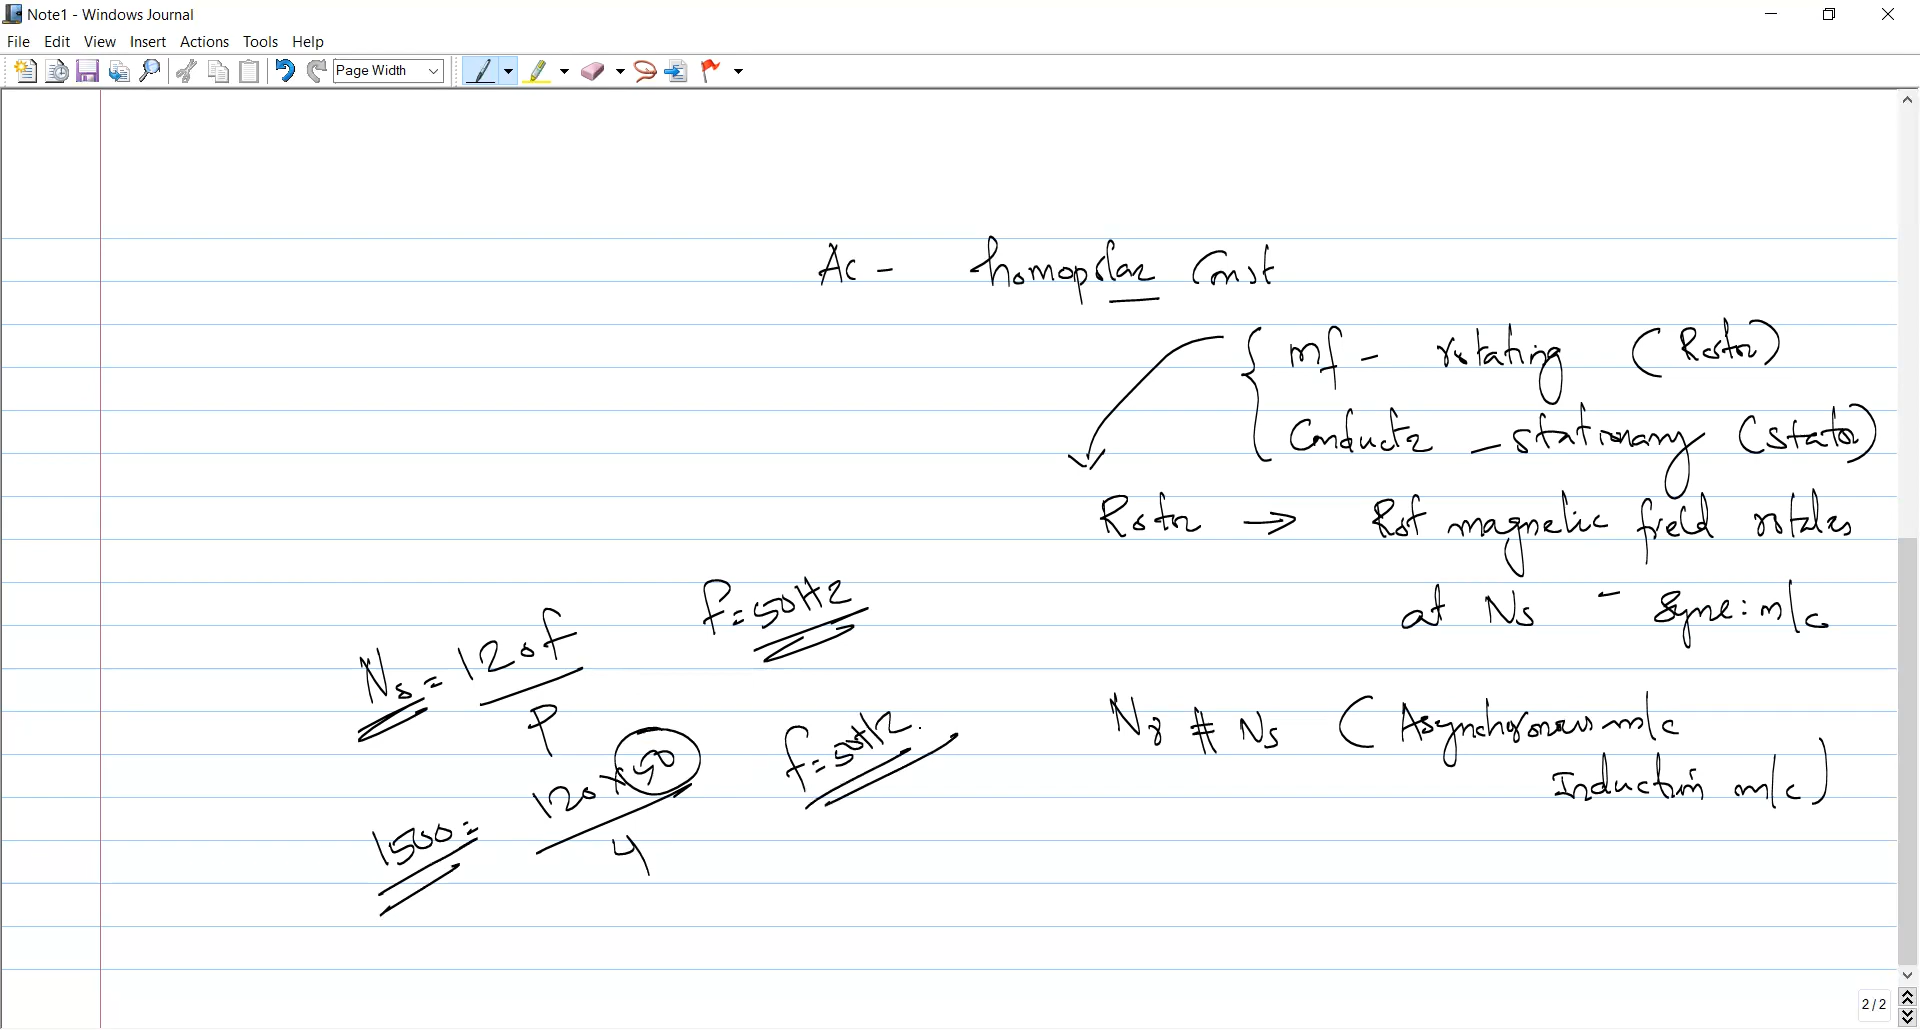 Note1 - Windows Journal
File Edit View Insert Actions Tools Help
Page Width
Ac - homopolar Const
mf - rotating (Rotor)
Conductor - stationary (Stator)
Rotor → Rot magnetic field rotates
at Ns - Sync: m/c
f = 50Hz
Ns = 120f
P
Nr # Ns (Asynchronous m/c
Induction m/c)
f = 50Hz.
1500 = 120 x 50
4
2 / 2